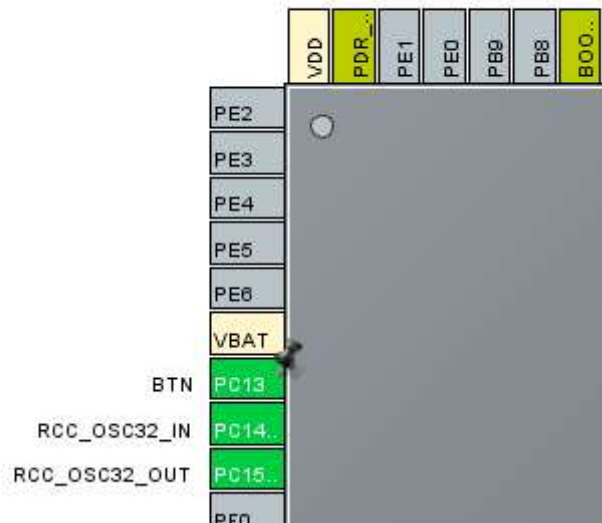 VDD
PDR_..
PE1
PE0
PB9
PB8
BOO..
PE2
PE3
PE4
PE5
PE6
VBAT
BTN PC13
RCC_OSC32_IN PC14..
RCC_OSC32_OUT PC15..
PF0